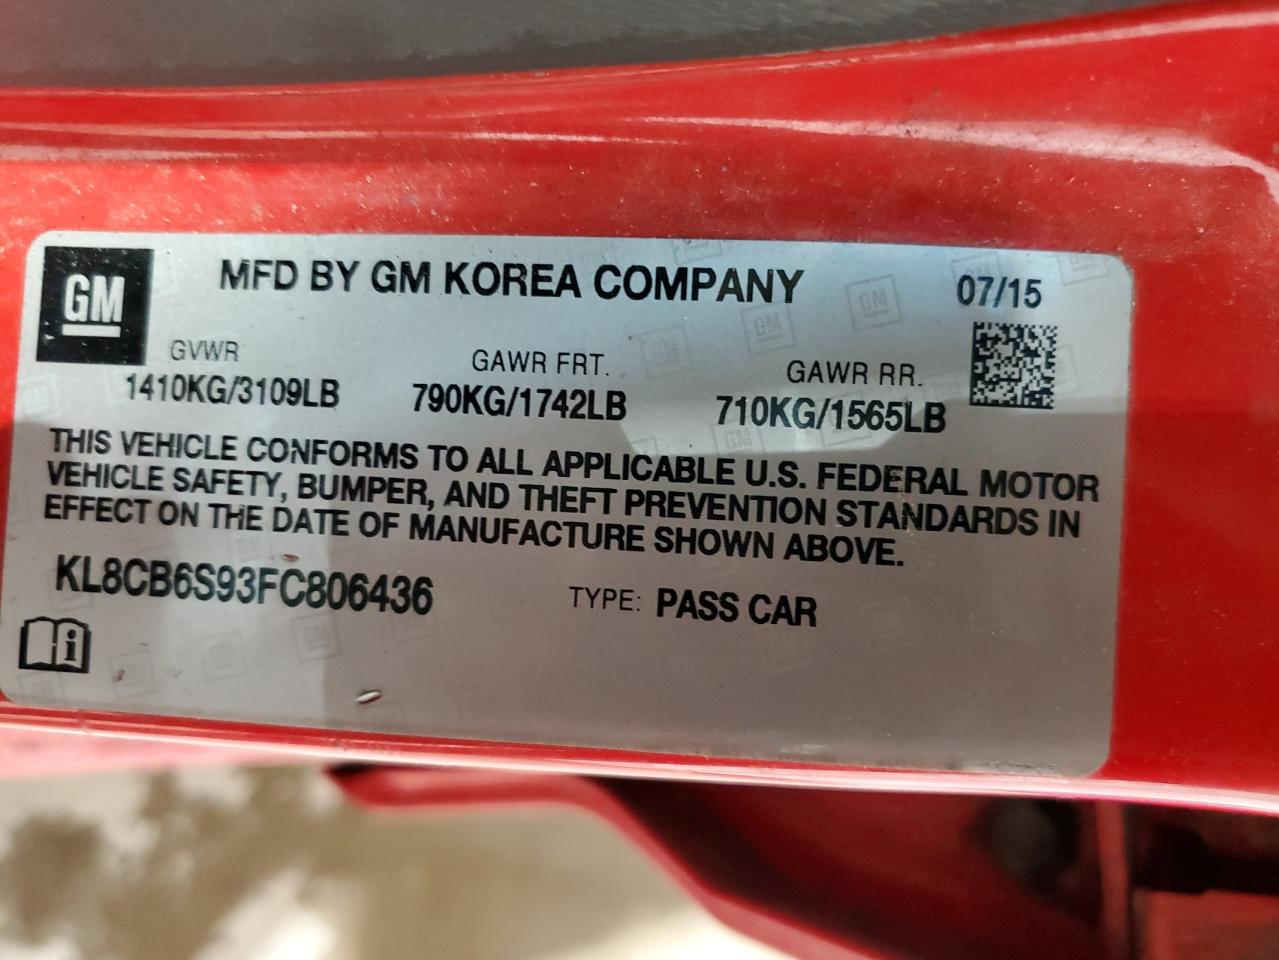 GM
MFD BY GM KOREA COMPANY
07/15
GVWR
1410KG/3109LB
GAWR FRT.
790KG/1742LB
GAWR RR.
710KG/1565LB
THIS VEHICLE CONFORMS TO ALL APPLICABLE U.S. FEDERAL MOTOR
VEHICLE SAFETY, BUMPER, AND THEFT PREVENTION STANDARDS IN
EFFECT ON THE DATE OF MANUFACTURE SHOWN ABOVE.
KL8CB6S93FC806436
TYPE: PASS CAR